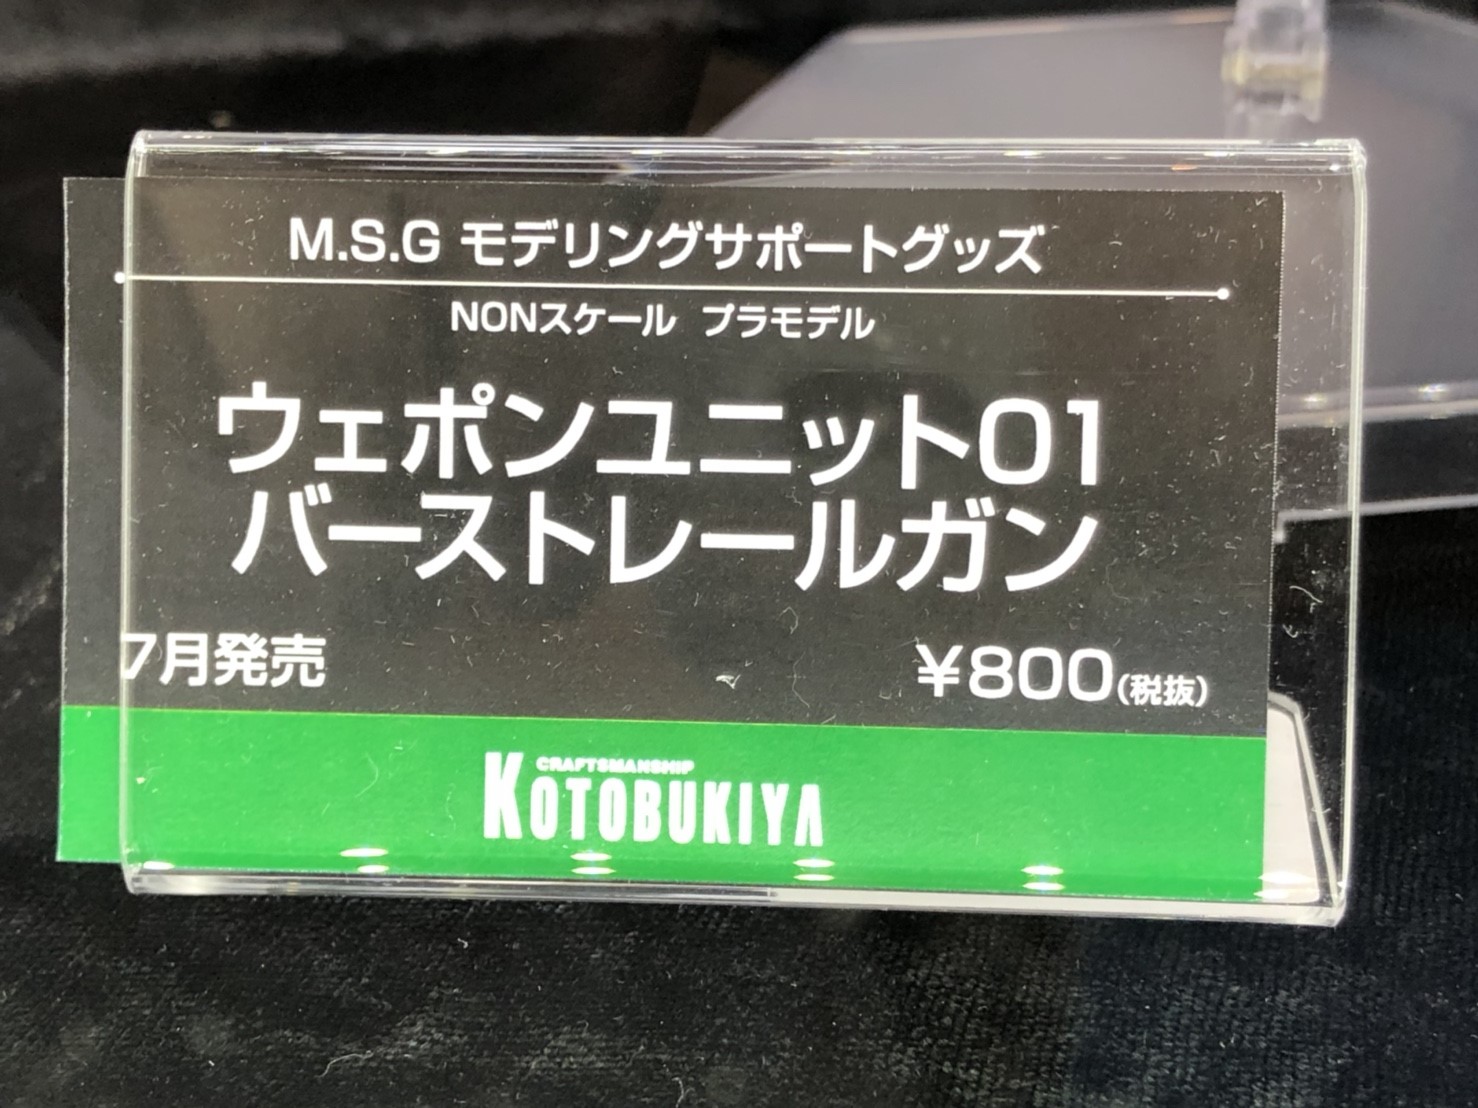 M.S.G モデリングサポートグッズ
NONスケール プラモデル
ウェポンユニット01
バーストレールガン
7月発売
¥800(税抜)
CRAFTSMANSHIP
KOTOBUKIYA